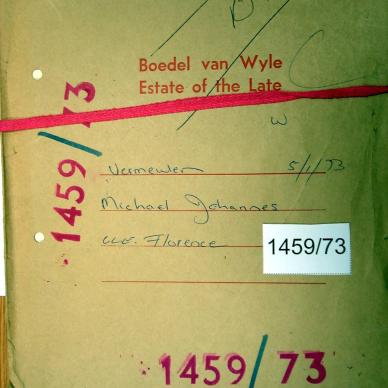 Boedel van Wyle
Estate of the Late
W
1459/73
Vermeulen 5/1/73
Michael Johannes
Florence
1459/73
1459/73